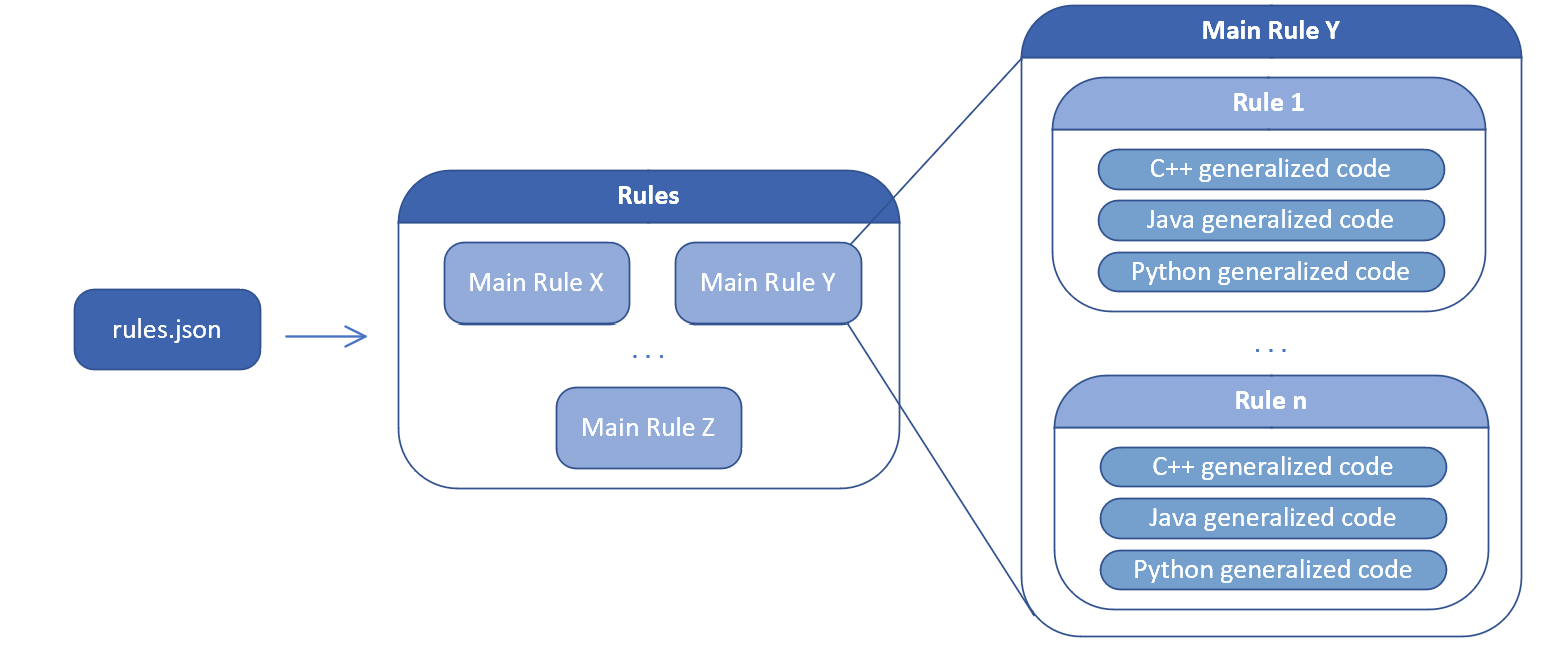 rules.json
Rules
Main Rule X
Main Rule Y
. . .
Main Rule Z
Main Rule Y
Rule 1
C++ generalized code
Java generalized code
Python generalized code
. . .
Rule n
C++ generalized code
Java generalized code
Python generalized code